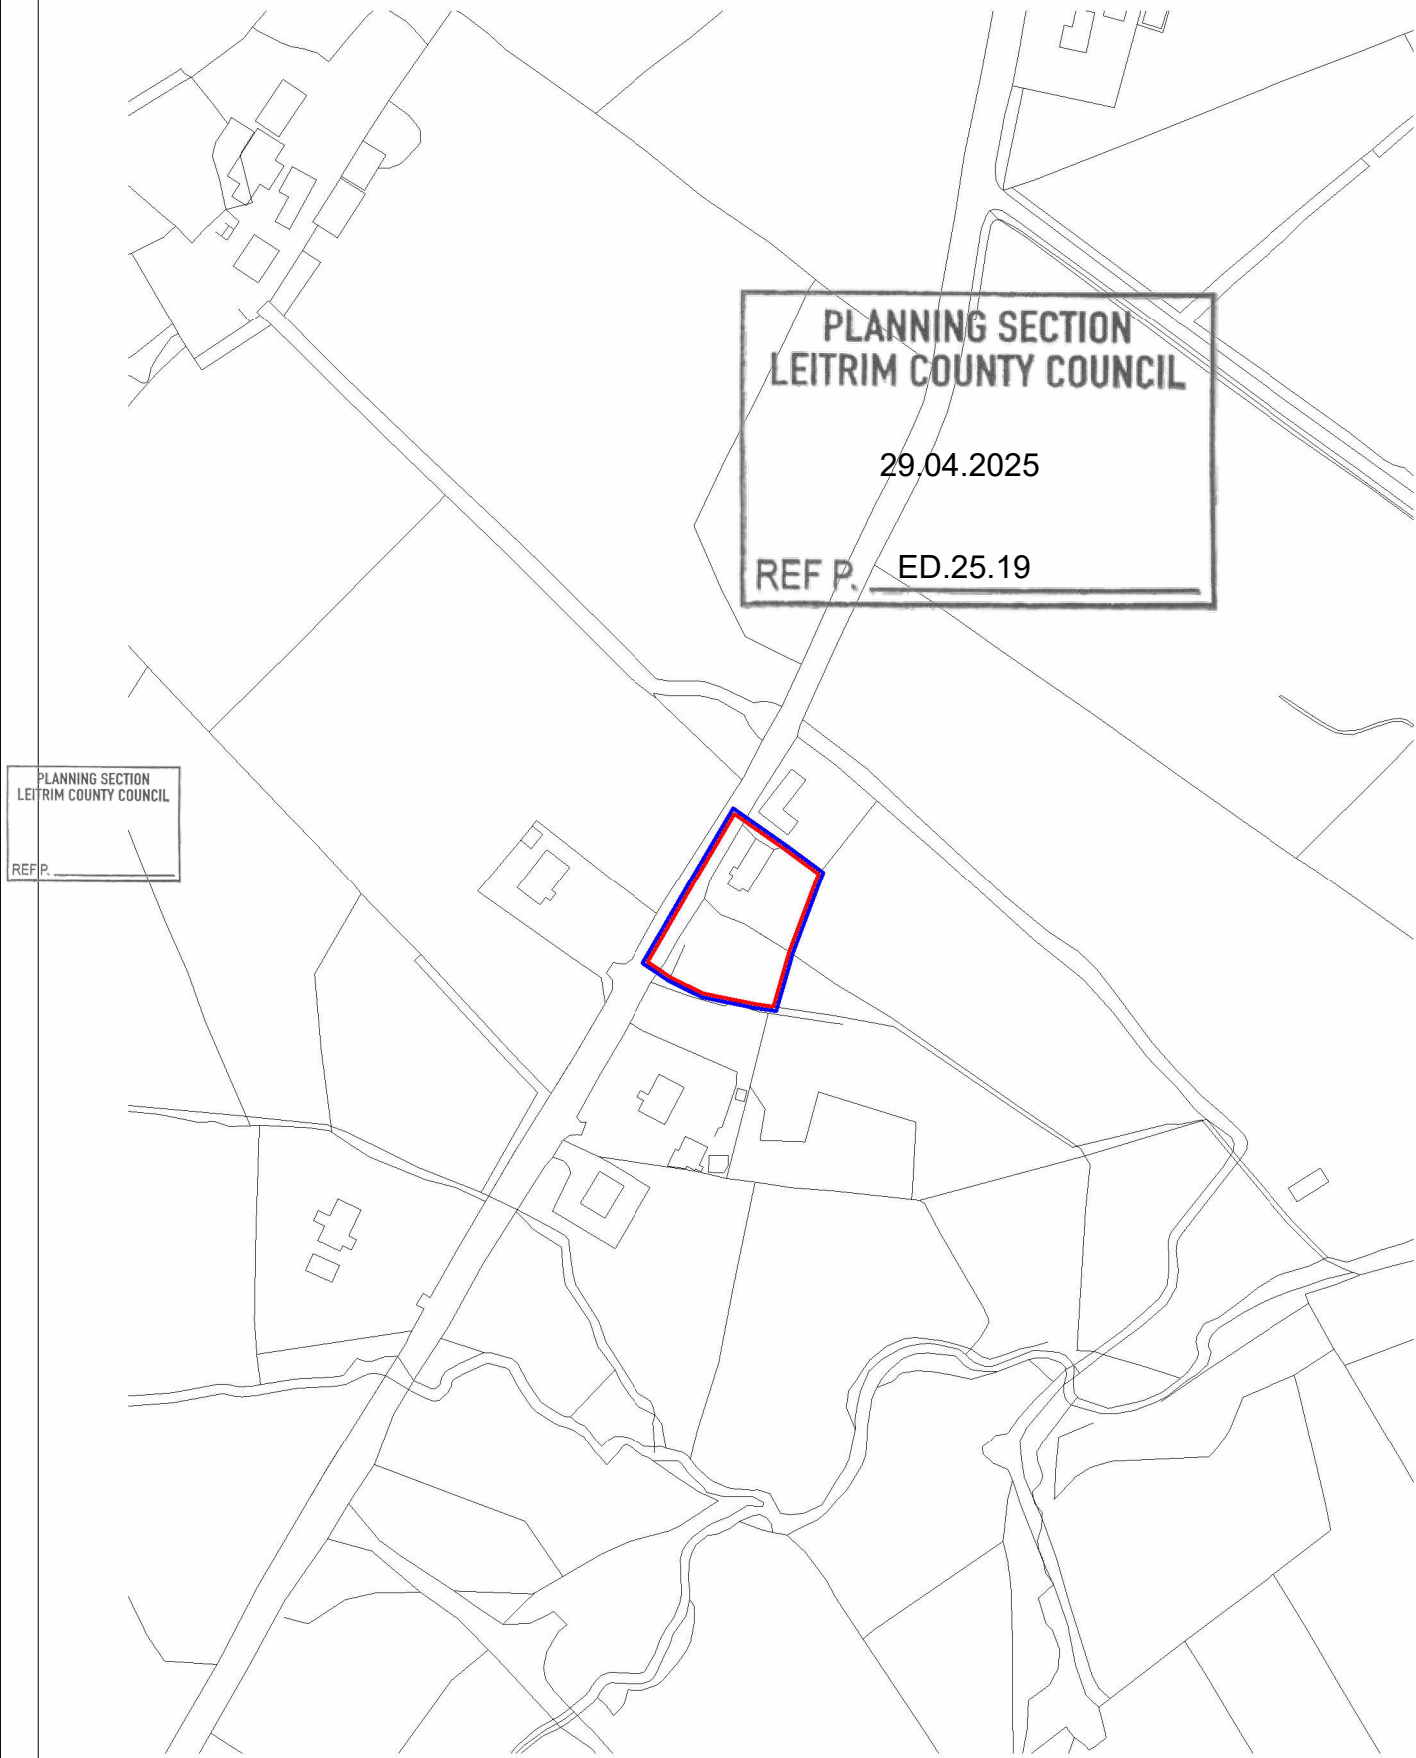 PLANNING SECTION
LEITRIM COUNTY COUNCIL
29.04.2025
REF P. ED.25.19
PLANNING SECTION
LEITRIM COUNTY COUNCIL
REF P.